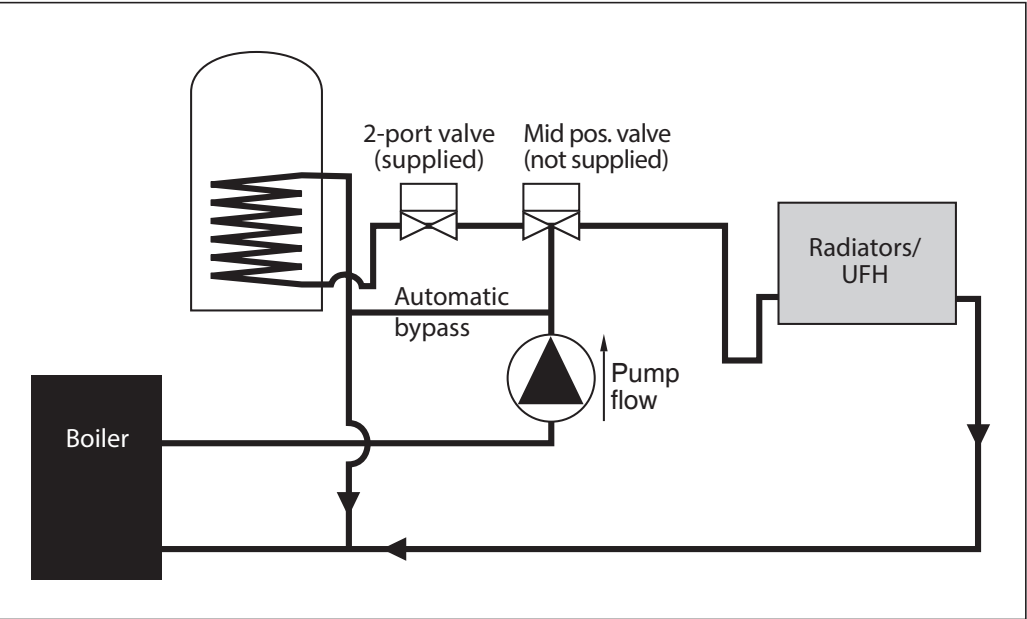 2-port valve
(supplied)
Mid pos. valve
(not supplied)
Radiators/
UFH
Automatic
bypass
Pump
flow
Boiler